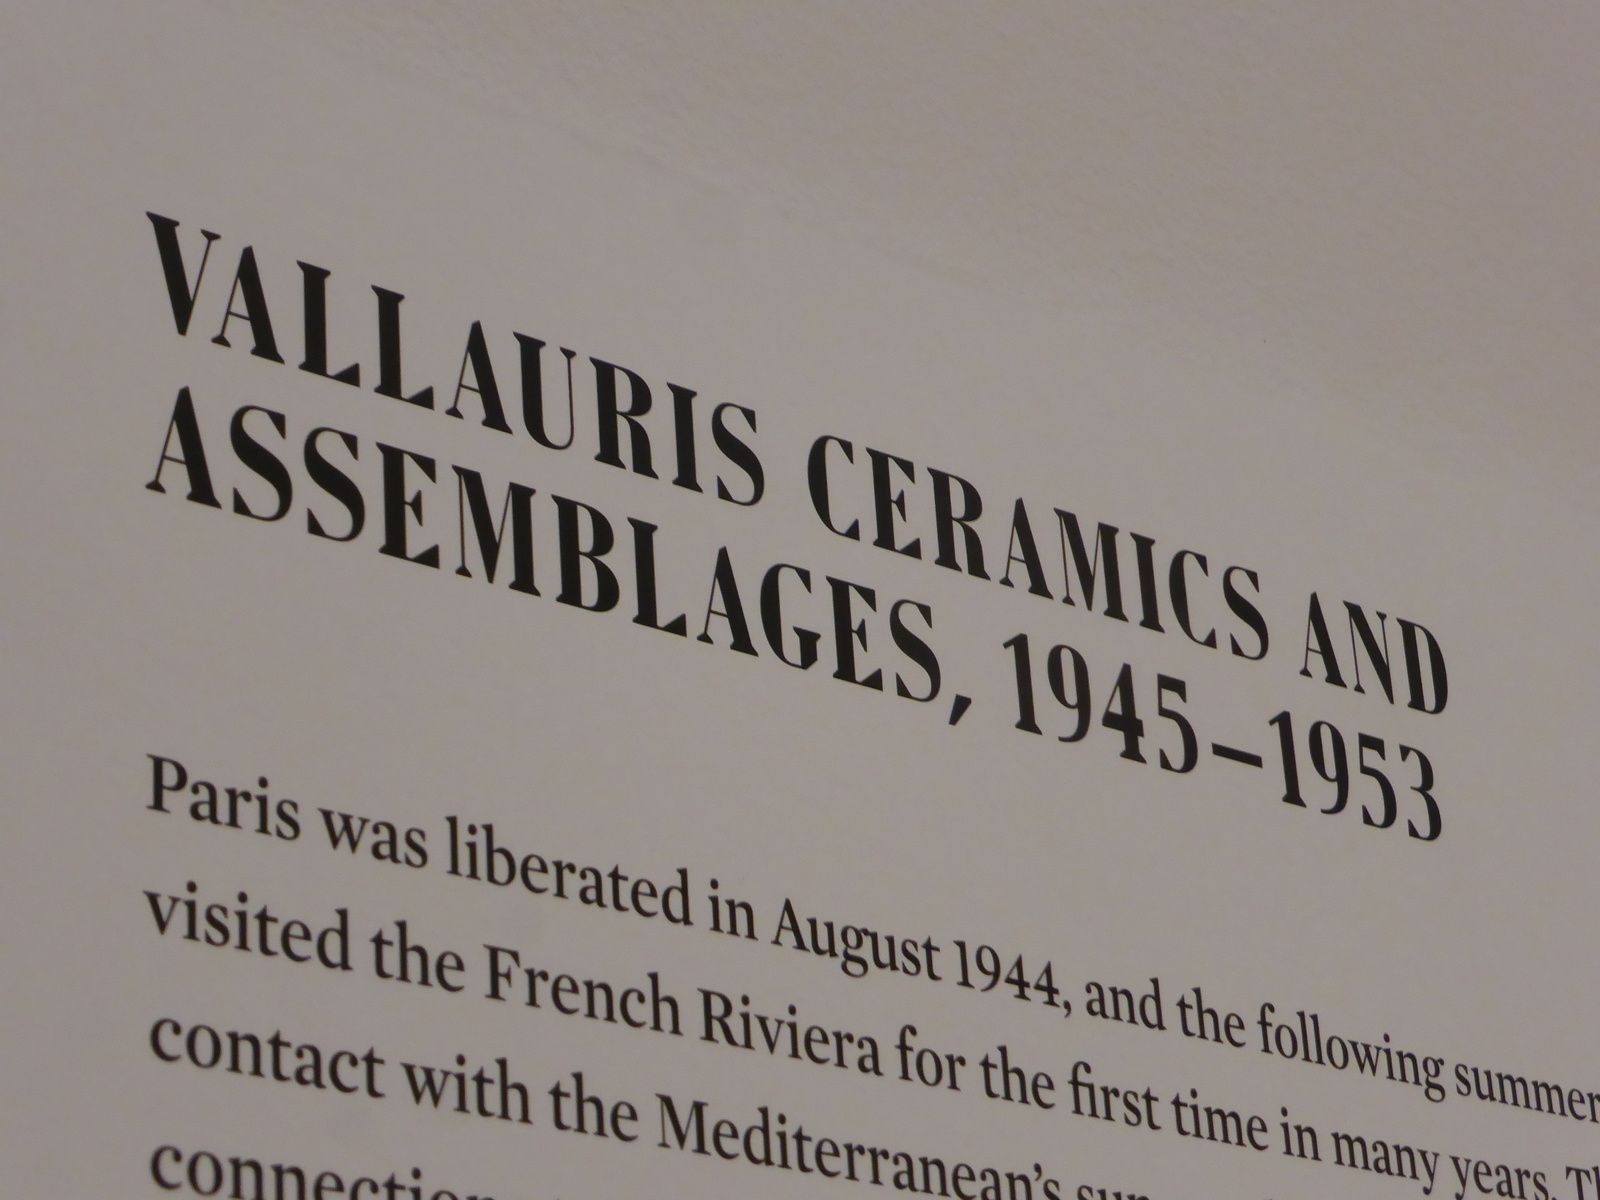 VALLAURIS CERAMICS AND
ASSEMBLAGES, 1945–1953
Paris was liberated in August 1944, and the following summer
visited the French Riviera for the first time in many years.
contact with the Mediterranean's